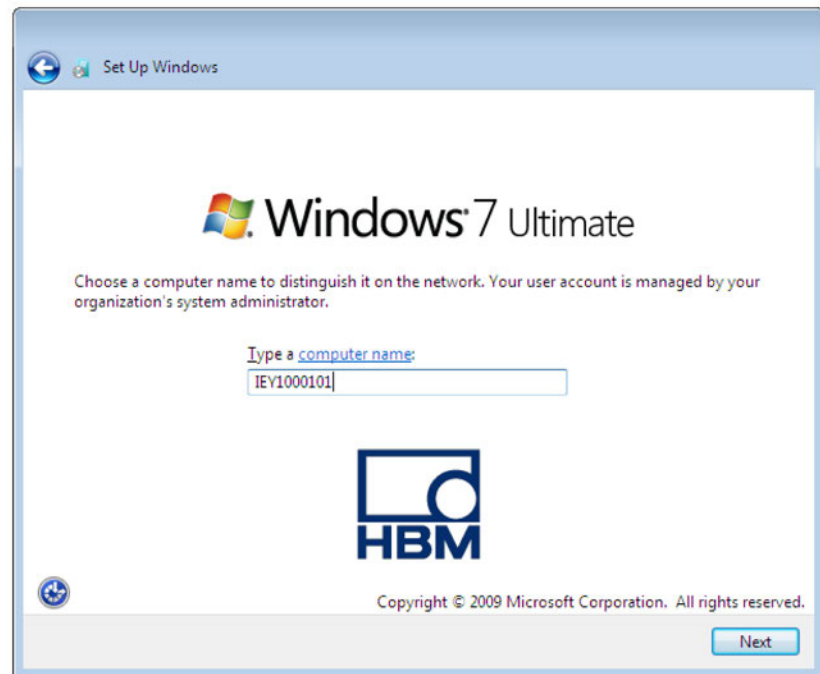 Set Up Windows
Windows® 7 Ultimate
Choose a computer name to distinguish it on the network. Your user account is managed by your
organization's system administrator.
Type a computer name:
IEY1000101
HBM
Copyright © 2009 Microsoft Corporation. All rights reserved.
Next